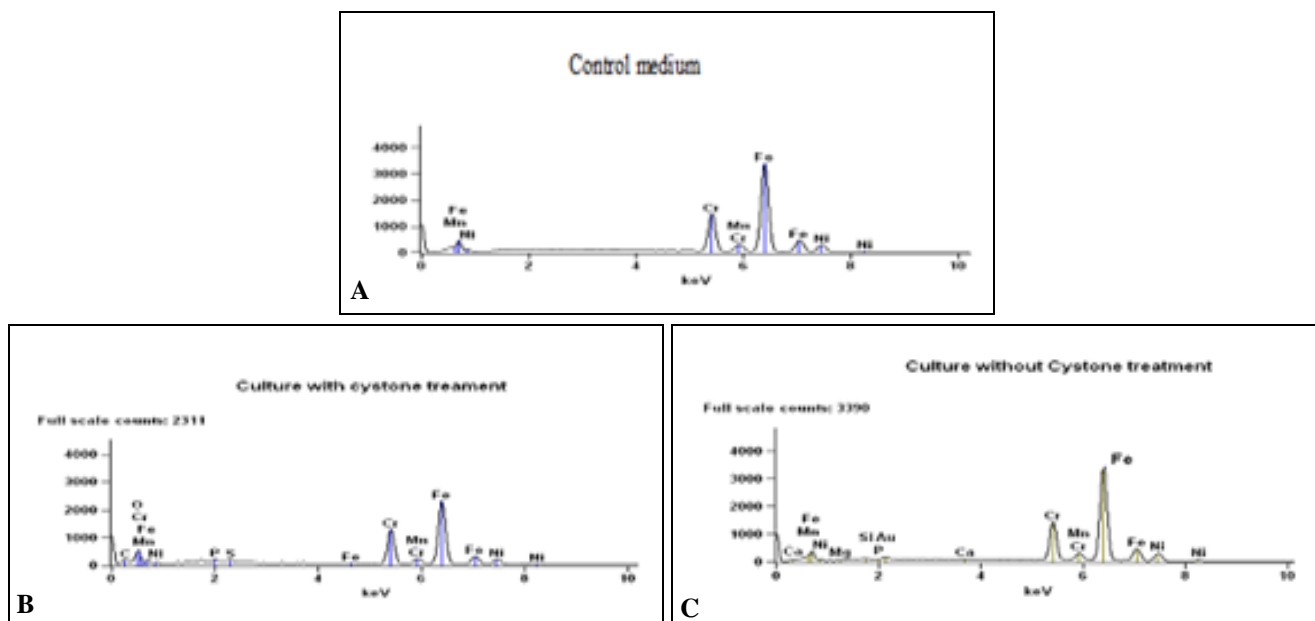 Control medium
4000
3000
2000
1000
0
Fe
Mn
Ni
Cr
Mn
Cr
Fe
Fe
Ni
Ni
0 2 4 6 8 10
keV
A
Culture with cystone treament
Full scale counts: 2311
4000
3000
2000
1000
0
O
Cr
Fe
Mn
C
Ni
P S
Fe
Cr
Mn
Cr
Fe
Fe
Ni
Ni
0 2 4 6 8 10
keV
B
Culture without Cystone treatment
Full scale counts: 3390
4000
3000
2000
1000
0
Fe
Mn
Ca
Ni
Mg
Si Au
P
Ca
Cr
Mn
Cr
Fe
Fe
Ni
Ni
0 2 4 6 8 10
keV
C